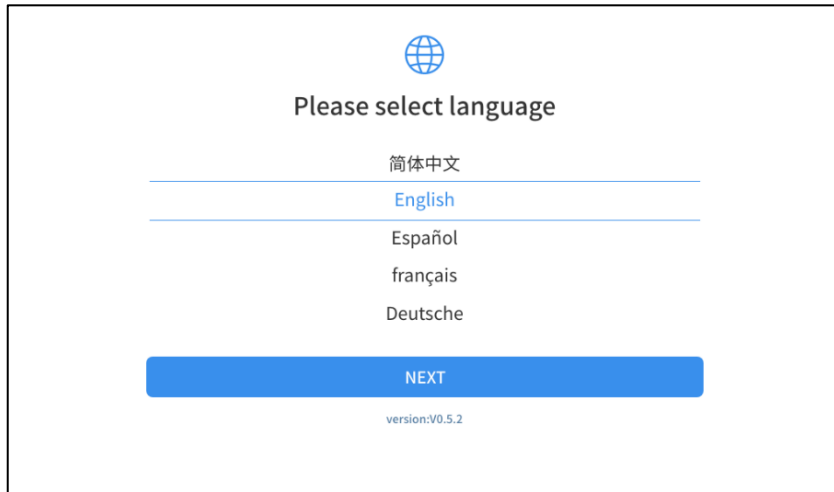 Please select language
简体中文
English
Español
français
Deutsche
NEXT
version:V0.5.2